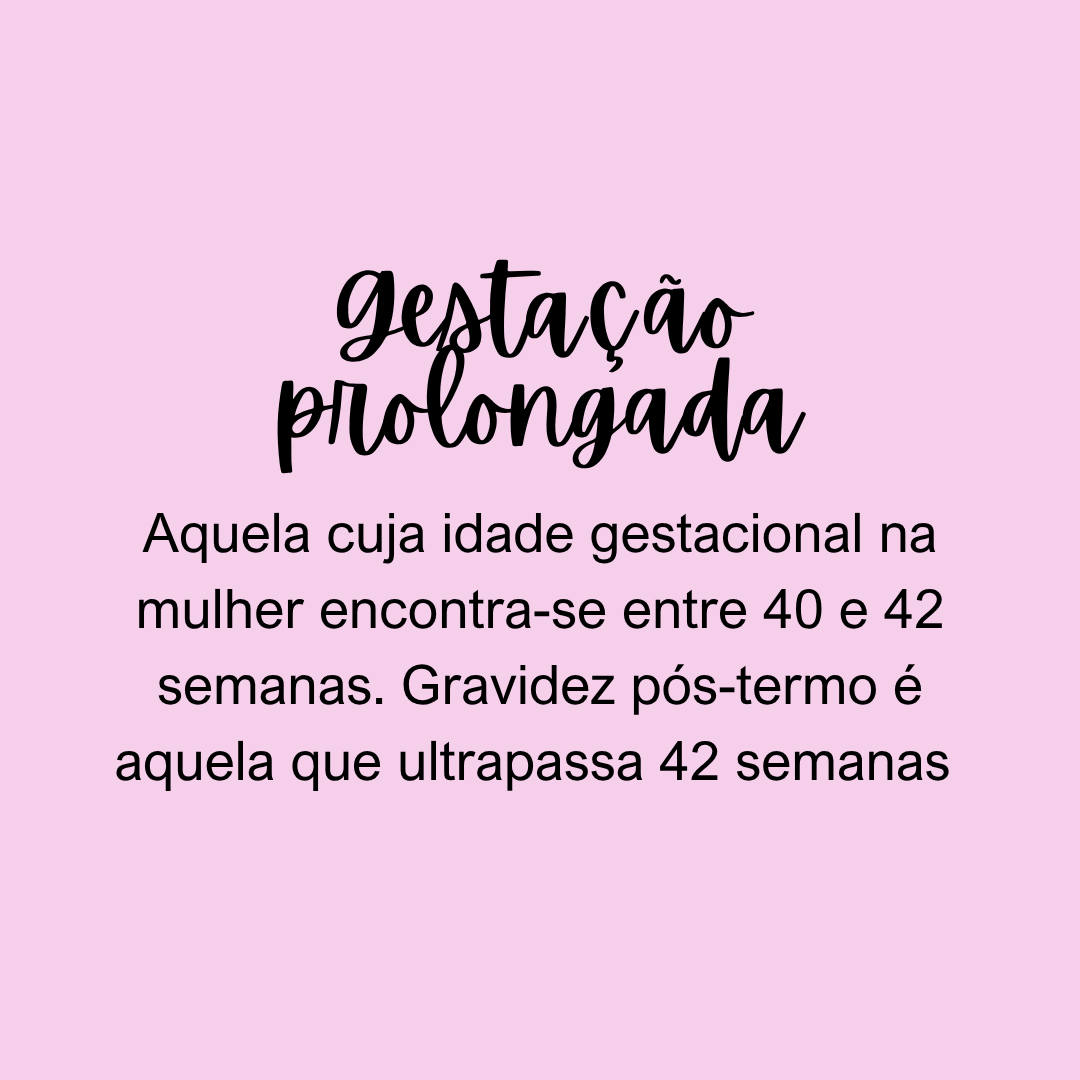 gestação
prolongada
Aquela cuja idade gestacional na
mulher encontra-se entre 40 e 42
semanas. Gravidez pós-termo é
aquela que ultrapassa 42 semanas